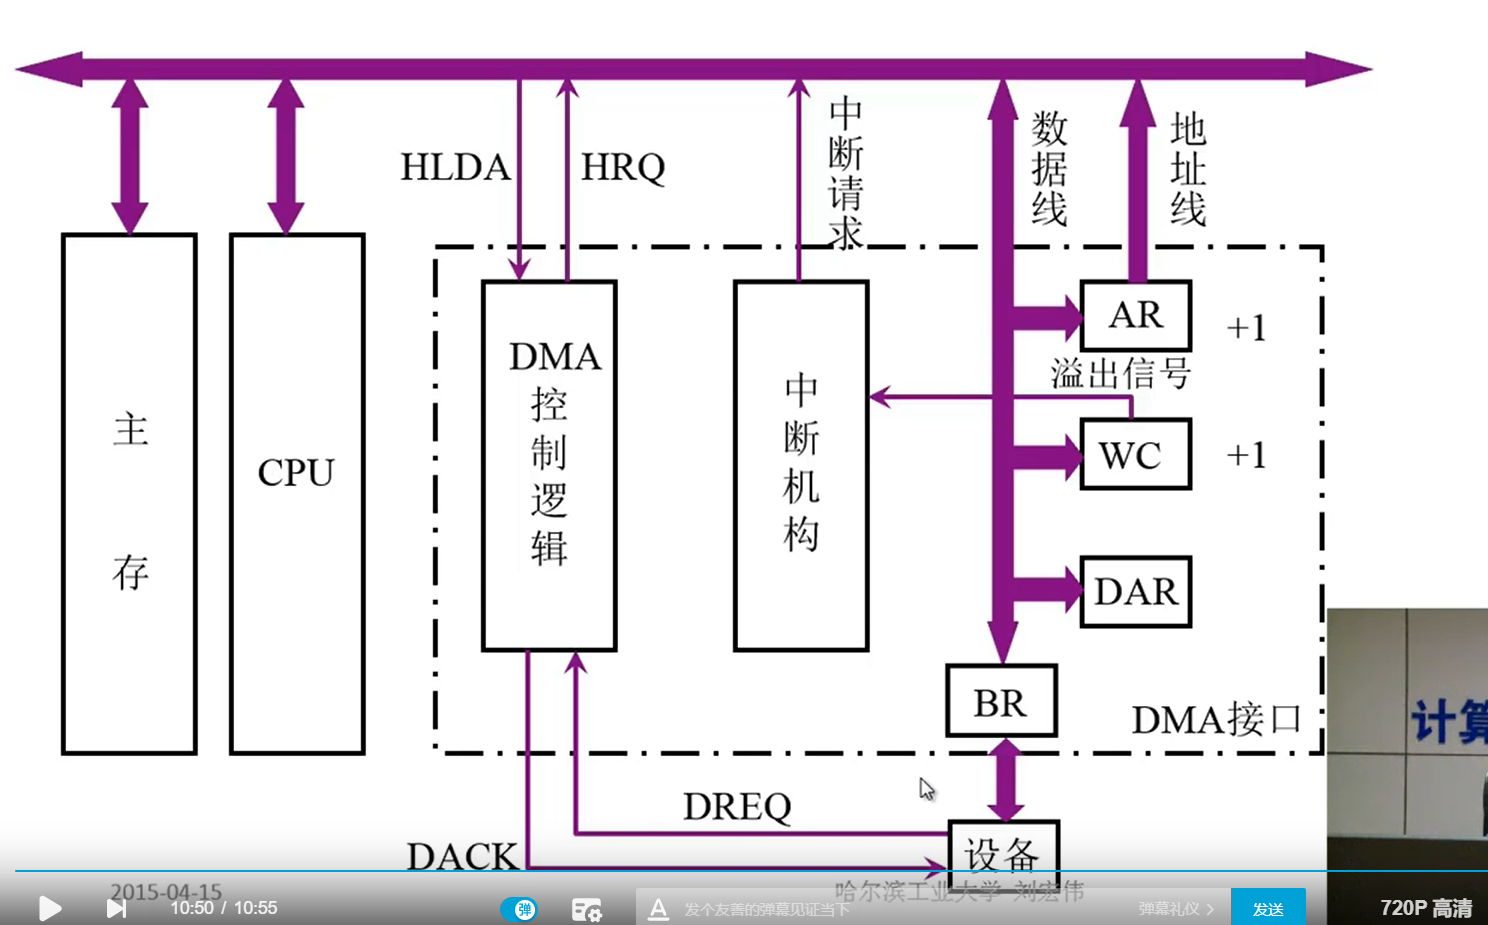 HLDA
HRQ
中断请求
数据线
地址线
主存
CPU
DMA
控制逻辑
中断机构
AR
+1
溢出信号
WC
+1
DAR
BR
DMA接口
DREQ
DACK
设备
计算
2015-04-15
哈尔滨工业大学 刘宏伟
10:50 / 10:55
弹
A
发个友善的弹幕见证当下
弹幕礼仪 >
发送
720P 高清